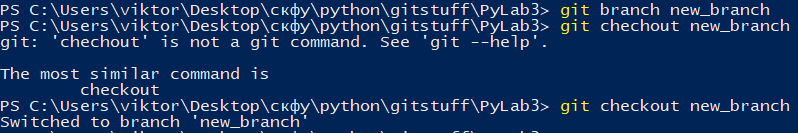 PS C:\Users\viktor\Desktop\скфу\python\gitstuff\PyLab3> git branch new_branch
PS C:\Users\viktor\Desktop\скфу\python\gitstuff\PyLab3> git chechout new_branch
git: 'chechout' is not a git command. See 'git --help'.
The most similar command is
checkout
PS C:\Users\viktor\Desktop\скфу\python\gitstuff\PyLab3> git checkout new_branch
Switched to branch 'new_branch'